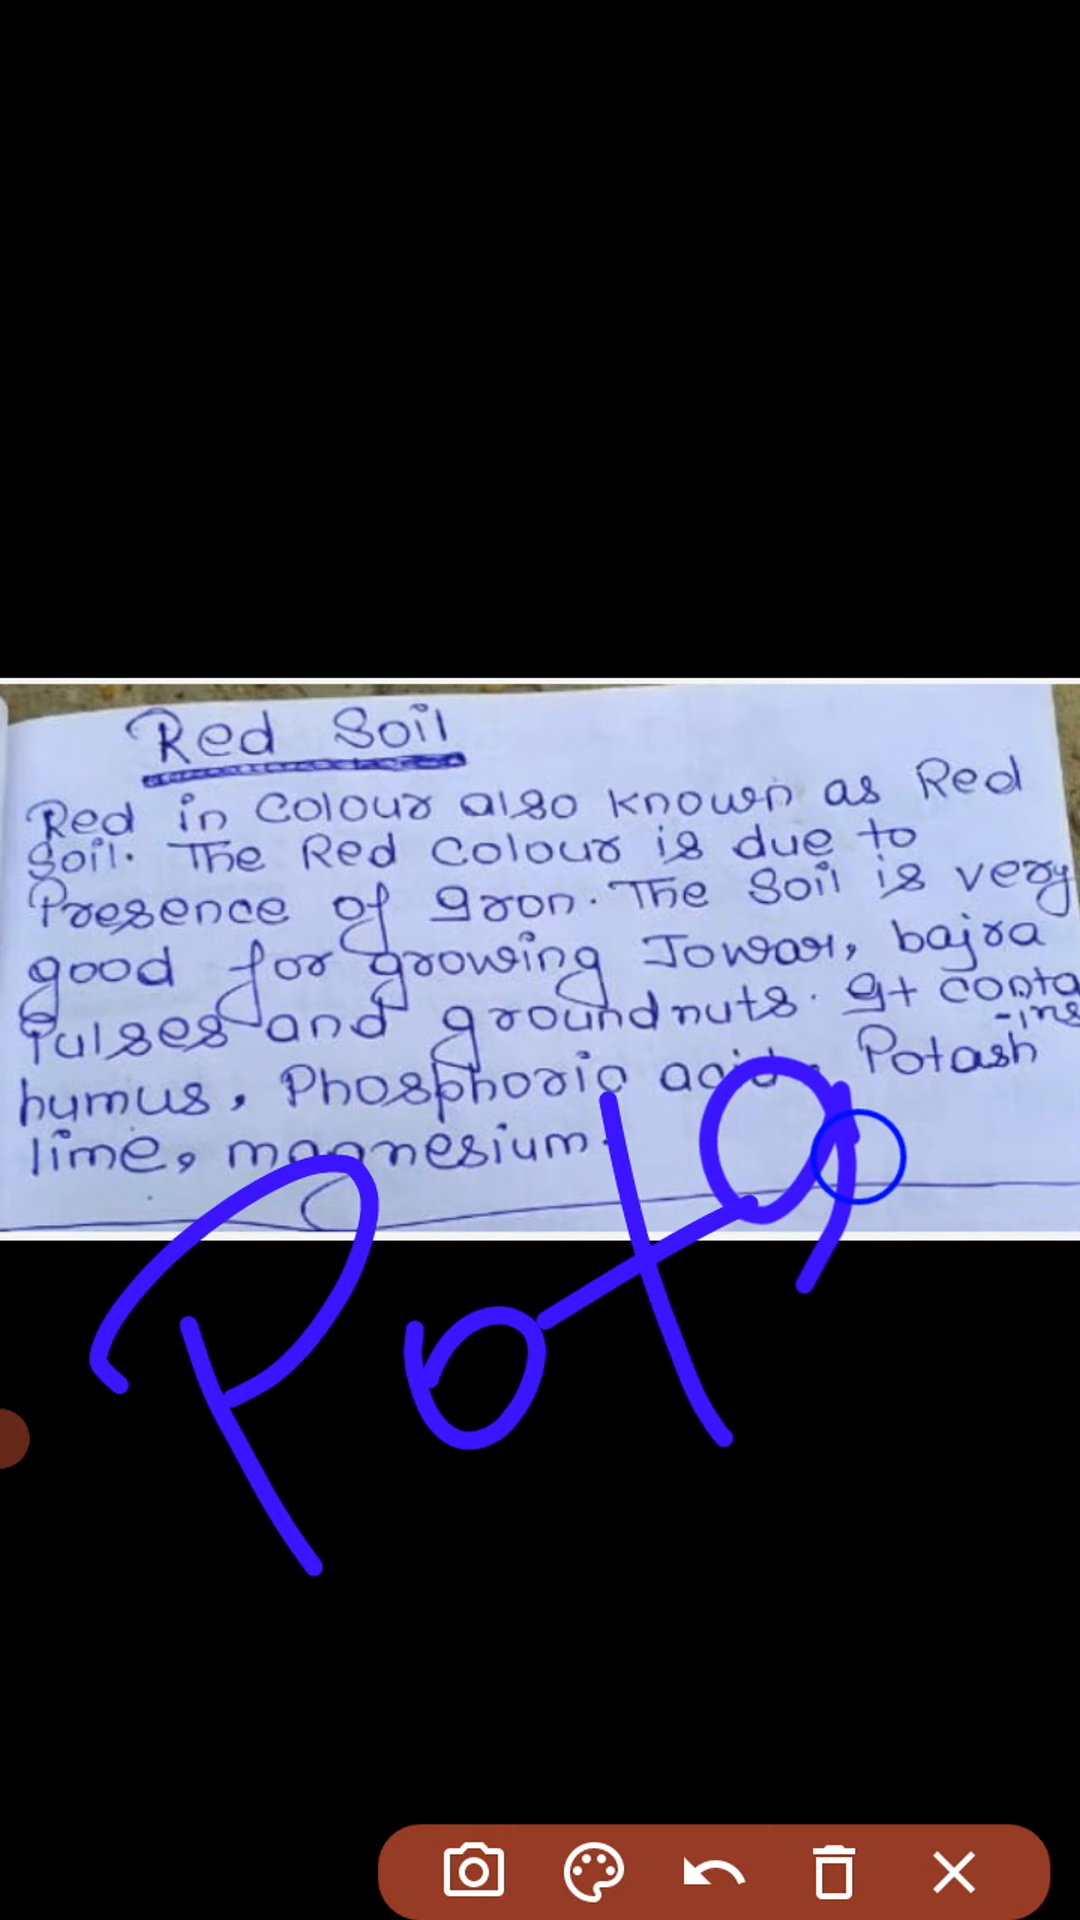 Red Soil
Red in colour also known as Red
Soil. The Red colour is due to
Presence of Iron. The Soil is very
good for growing Jowar, bajra
Pulses and groundnuts. It conta
-ins
humus, Phosphoric acid, Potash
lime, magnesium.
Pota